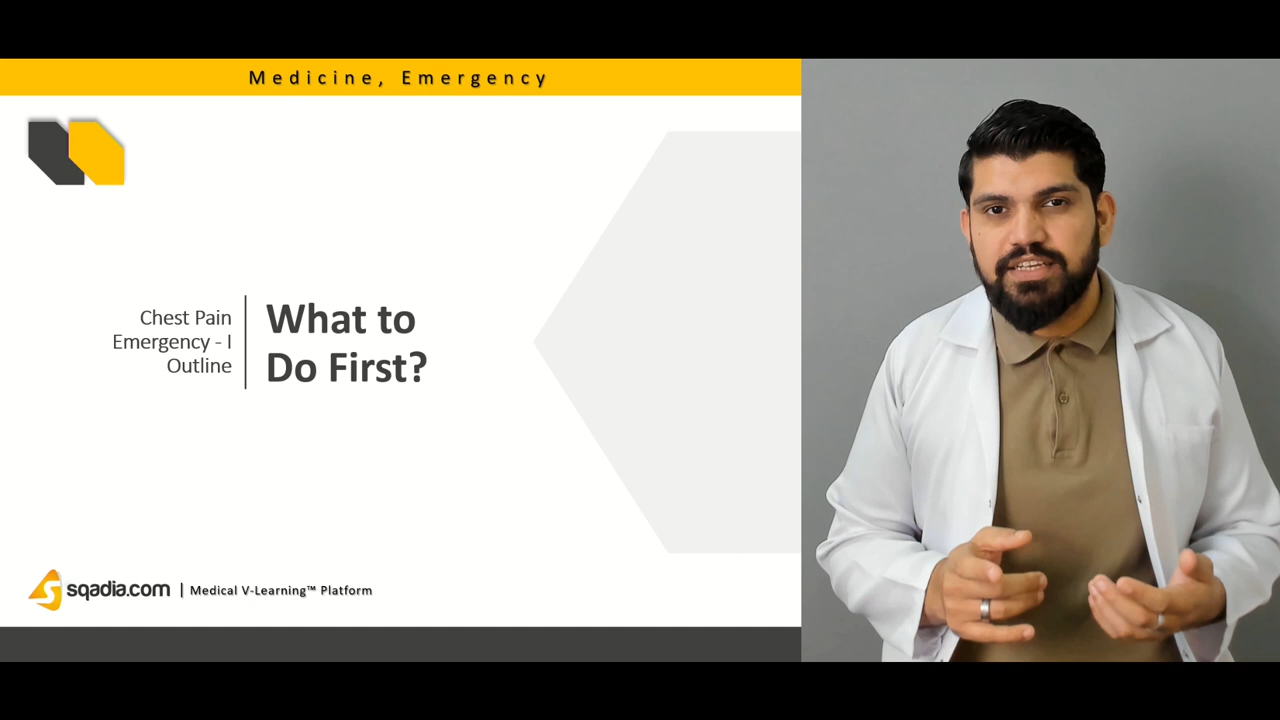 Medicine, Emergency
Chest Pain
Emergency - I
Outline
What to
Do First?
sqadia.com | Medical V-Learning™ Platform